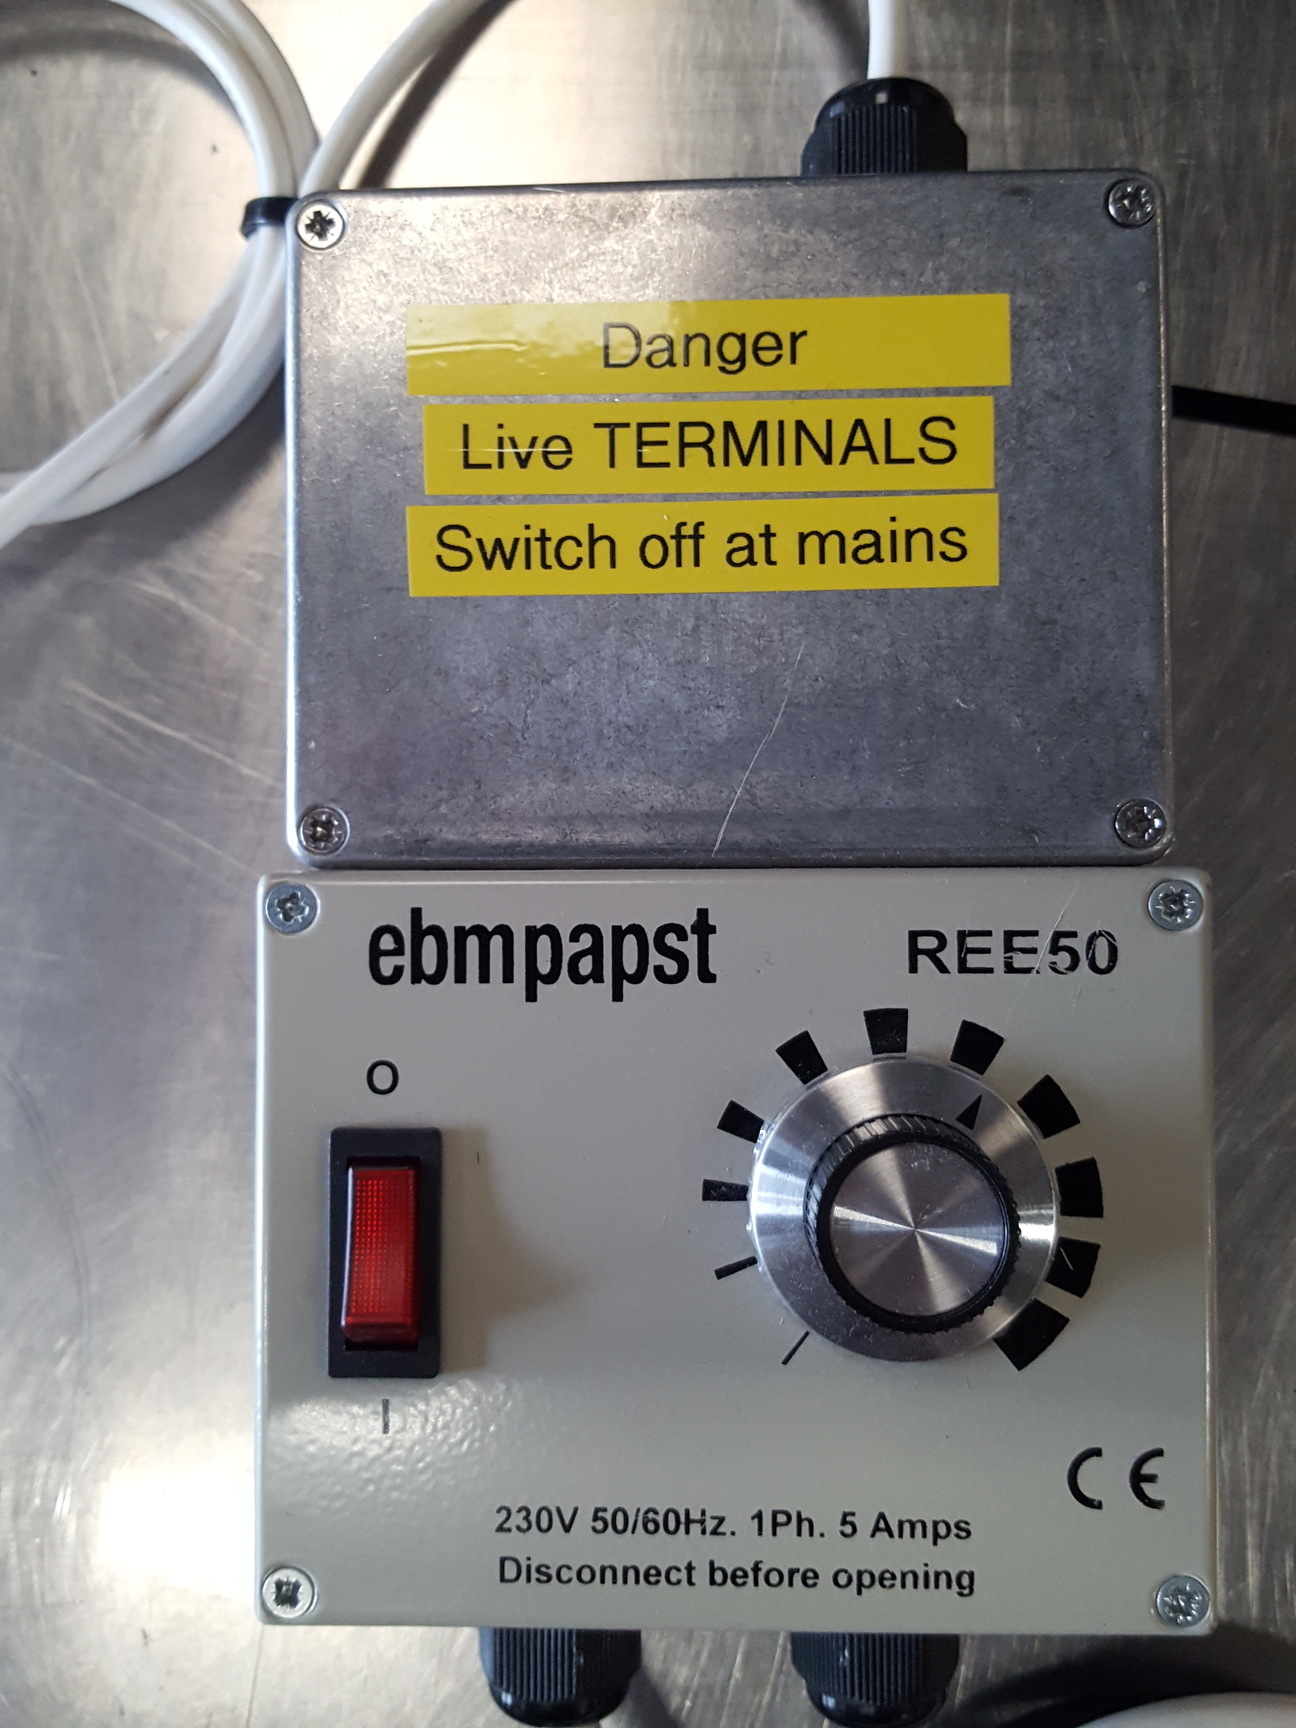 Danger
Live TERMINALS
Switch off at mains
ebmpapst REE50
O
I
CE
230V 50/60Hz. 1Ph. 5 Amps
Disconnect before opening